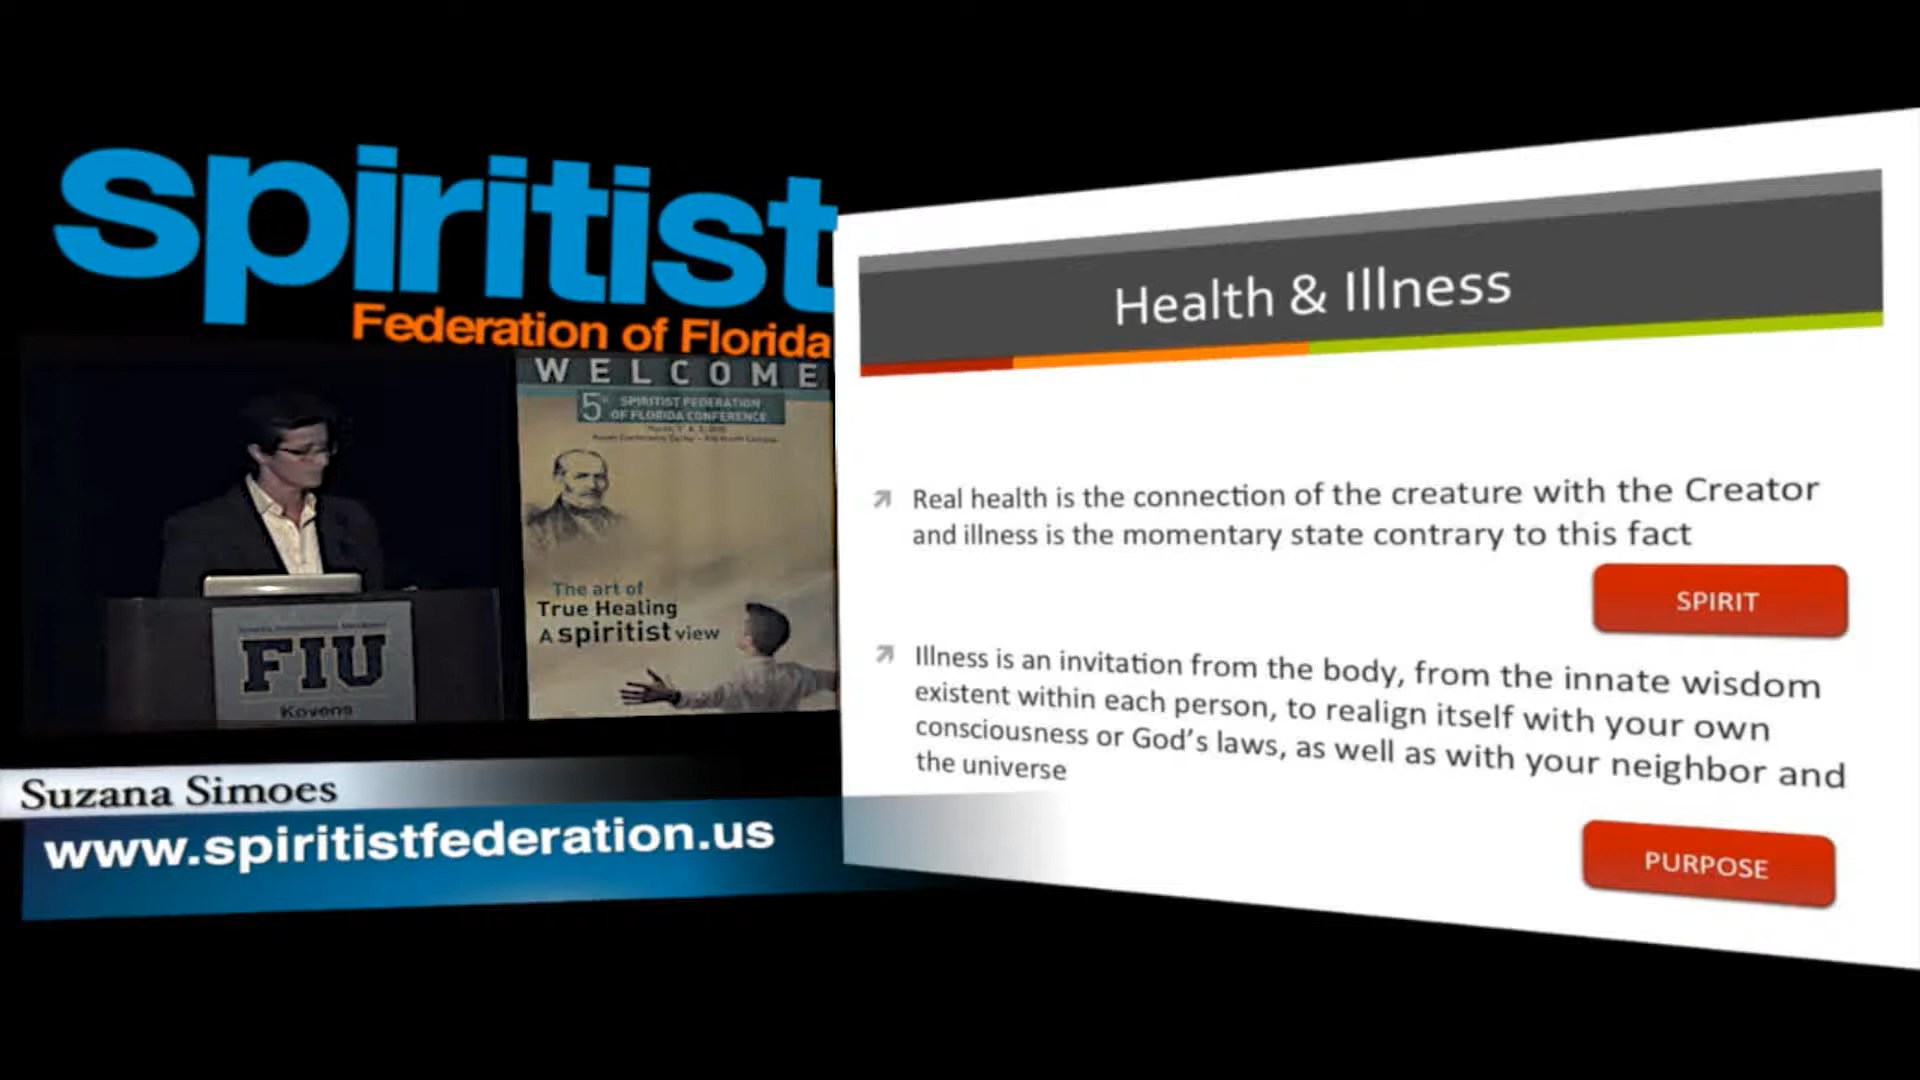 spiritist
Federation of Florida
WELCOME
5th SPIRITIST FEDERATION
OF FLORIDA CONFERENCE
The art of
True Healing
A spiritist view
FIU
Kovens
Suzana Simoes
www.spiritistfederation.us
Health & Illness
Real health is the connection of the creature with the Creator
and illness is the momentary state contrary to this fact
SPIRIT
Illness is an invitation from the body, from the innate wisdom
existent within each person, to realign itself with your own
consciousness or God’s laws, as well as with your neighbor and
the universe
PURPOSE